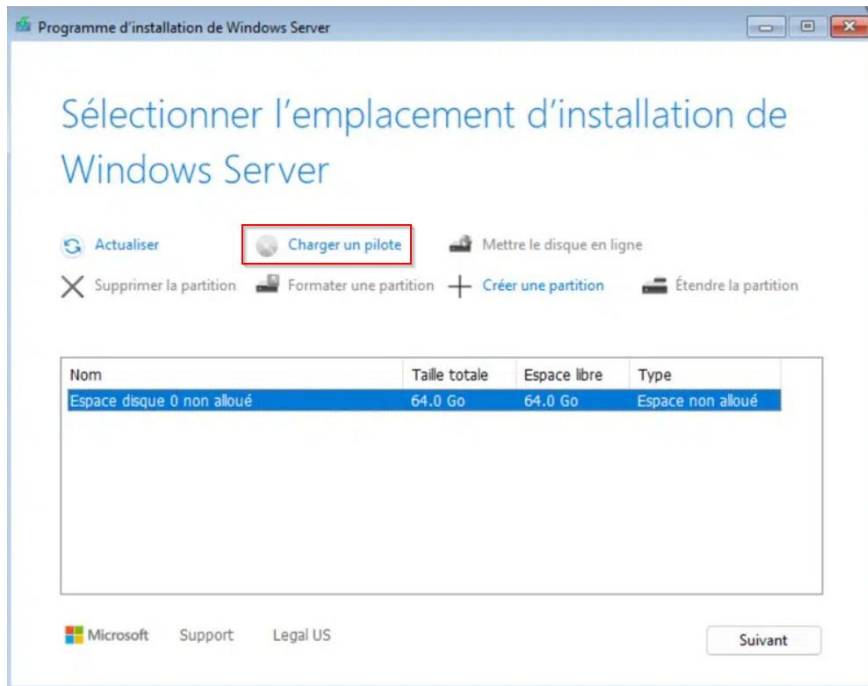 Programme d'installation de Windows Server
Sélectionner l'emplacement d'installation de
Windows Server
Actualiser Charger un pilote Mettre le disque en ligne
Supprimer la partition Formater une partition Créer une partition Étendre la partition
Nom Taille totale Espace libre Type
Espace disque 0 non alloué 64.0 Go 64.0 Go Espace non alloué
Microsoft Support Legal US Suivant